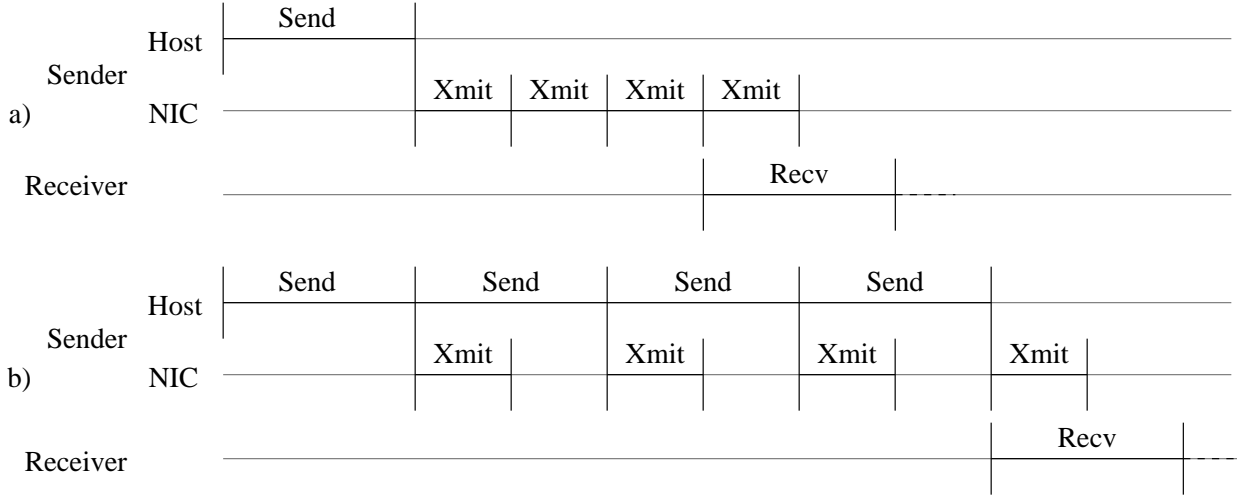 Send
Host
Sender
Xmit Xmit Xmit Xmit
a) NIC
Recv
Receiver
Send Send Send Send
Host
Sender
Xmit Xmit Xmit Xmit
b) NIC
Recv
Receiver